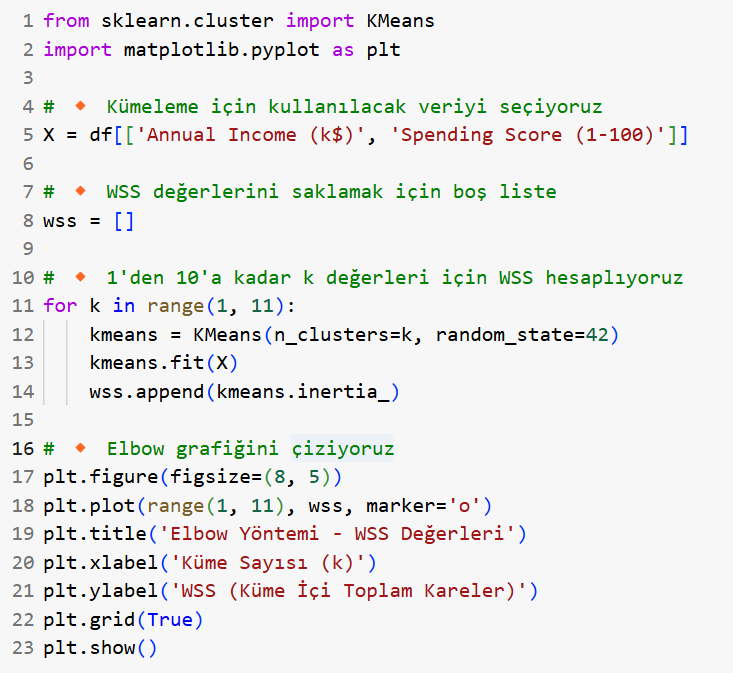 1 from sklearn.cluster import KMeans
2 import matplotlib.pyplot as plt
3
4 # 🔸 Kümeleme için kullanılacak veriyi seçiyoruz
5 X = df[['Annual Income (k$)', 'Spending Score (1-100)']]
6
7 # 🔸 WSS değerlerini saklamak için boş liste
8 wss = []
9
10 # 🔸 1'den 10'a kadar k değerleri için WSS hesaplıyoruz
11 for k in range(1, 11):
12     kmeans = KMeans(n_clusters=k, random_state=42)
13     kmeans.fit(X)
14     wss.append(kmeans.inertia_)
15
16 # 🔸 Elbow grafiğini çiziyoruz
17 plt.figure(figsize=(8, 5))
18 plt.plot(range(1, 11), wss, marker='o')
19 plt.title('Elbow Yöntemi - WSS Değerleri')
20 plt.xlabel('Küme Sayısı (k)')
21 plt.ylabel('WSS (Küme İçi Toplam Kareler)')
22 plt.grid(True)
23 plt.show()